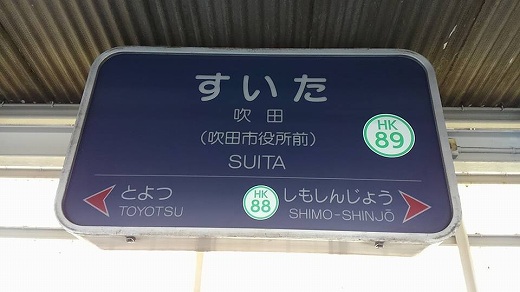 すいた
吹田
(吹田市役所前)
SUITA
HK
89
とよつ
TOYOTSU
HK
88
しもしんじょう
SHIMO-SHINJŌ